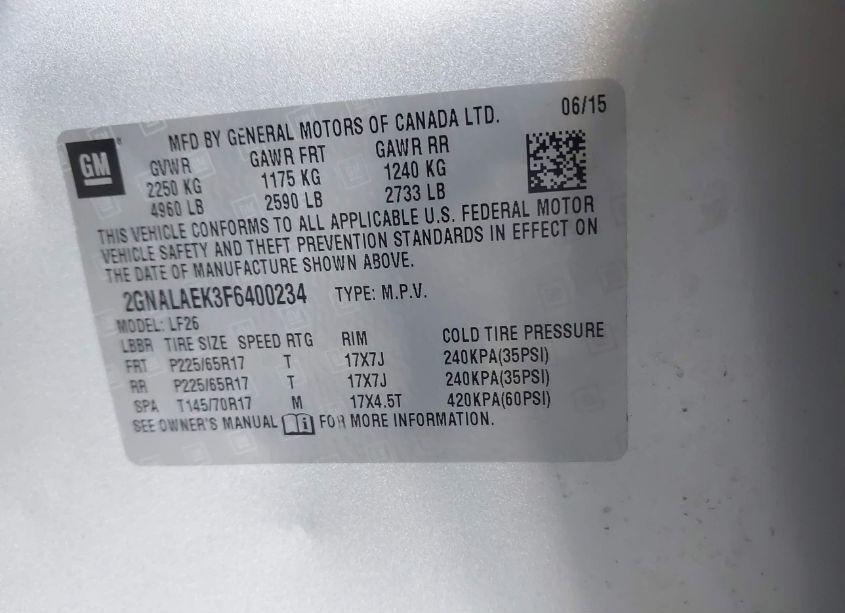 06/15
GM
MFD BY GENERAL MOTORS OF CANADA LTD.
GVWR GAWR FRT GAWR RR
2250 KG 1175 KG 1240 KG
4960 LB 2590 LB 2733 LB
THIS VEHICLE CONFORMS TO ALL APPLICABLE U.S. FEDERAL MOTOR
VEHICLE SAFETY AND THEFT PREVENTION STANDARDS IN EFFECT ON
THE DATE OF MANUFACTURE SHOWN ABOVE.
2GNALAEK3F6400234 TYPE: M.P.V.
MODEL: LF26
LBBR TIRE SIZE SPEED RTG RIM COLD TIRE PRESSURE
FRT P225/65R17 T 17X7J 240KPA(35PSI)
RR P225/65R17 T 17X7J 240KPA(35PSI)
SPA T145/70R17 M 17X4.5T 420KPA(60PSI)
SEE OWNER'S MANUAL FOR MORE INFORMATION.